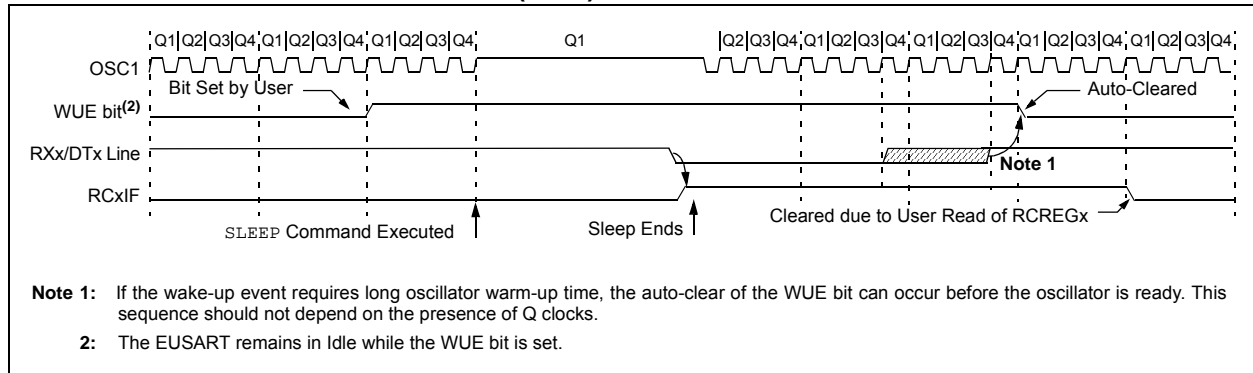 Q1 Q2 Q3 Q4 Q1 Q2 Q3 Q4 Q1 Q2 Q3 Q4 Q1 Q2 Q3 Q4 Q1 Q2 Q3 Q4 Q1 Q2 Q3 Q4 Q1 Q2 Q3 Q4 Q1 Q2 Q3 Q4
OSC1
Bit Set by User
Auto-Cleared
WUE bit(2)
RXx/DTx Line
Note 1
RCxIF
Cleared due to User Read of RCREGx
SLEEP Command Executed
Sleep Ends
Note 1: If the wake-up event requires long oscillator warm-up time, the auto-clear of the WUE bit can occur before the oscillator is ready. This
sequence should not depend on the presence of Q clocks.
2: The EUSART remains in Idle while the WUE bit is set.